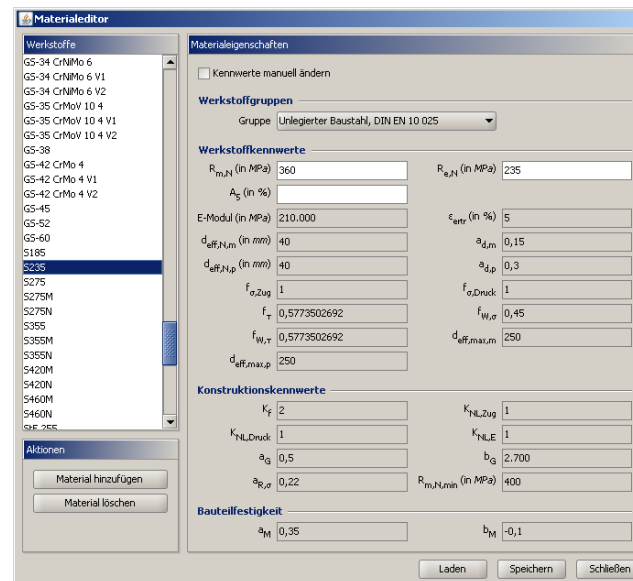 Materialeditor
Werkstoffe
GS-34 CrNiMo 6
GS-34 CrNiMo 6 V1
GS-34 CrNiMo 6 V2
GS-35 CrMoV 10 4
GS-35 CrMoV 10 4 V1
GS-35 CrMoV 10 4 V2
GS-38
GS-42 CrMo 4
GS-42 CrMo 4 V1
GS-42 CrMo 4 V2
GS-45
GS-52
GS-60
S185
S235
S275
S275M
S275N
S355
S355M
S355N
S420M
S420N
S460M
S460N
StE 255
Aktionen
Material hinzufügen
Material löschen
Materialeigenschaften
Kennwerte manuell ändern
Werkstoffgruppen
Gruppe Unlegierter Baustahl, DIN EN 10 025
Werkstoffkennwerte
Rm,N (in MPa) 360 Re,N (in MPa) 235
A5 (in %)
E-Modul (in MPa) 210.000 εertr (in %) 5
deff,N,m (in mm) 40 ad,m 0,15
deff,N,p (in mm) 40 ad,p 0,3
fσ,Zug 1 fσ,Druck 1
fτ 0,5773502692 fW,σ 0,45
fW,τ 0,5773502692 deff,max,m 250
deff,max,p 250
Konstruktionskennwerte
Kf 2 KNL,Zug 1
KNL,Druck 1 KNL,E 1
aG 0,5 bG 2.700
aR,σ 0,22 Rm,N,min (in MPa) 400
Bauteilfestigkeit
aM 0,35 bM -0,1
Laden Speichern Schließen